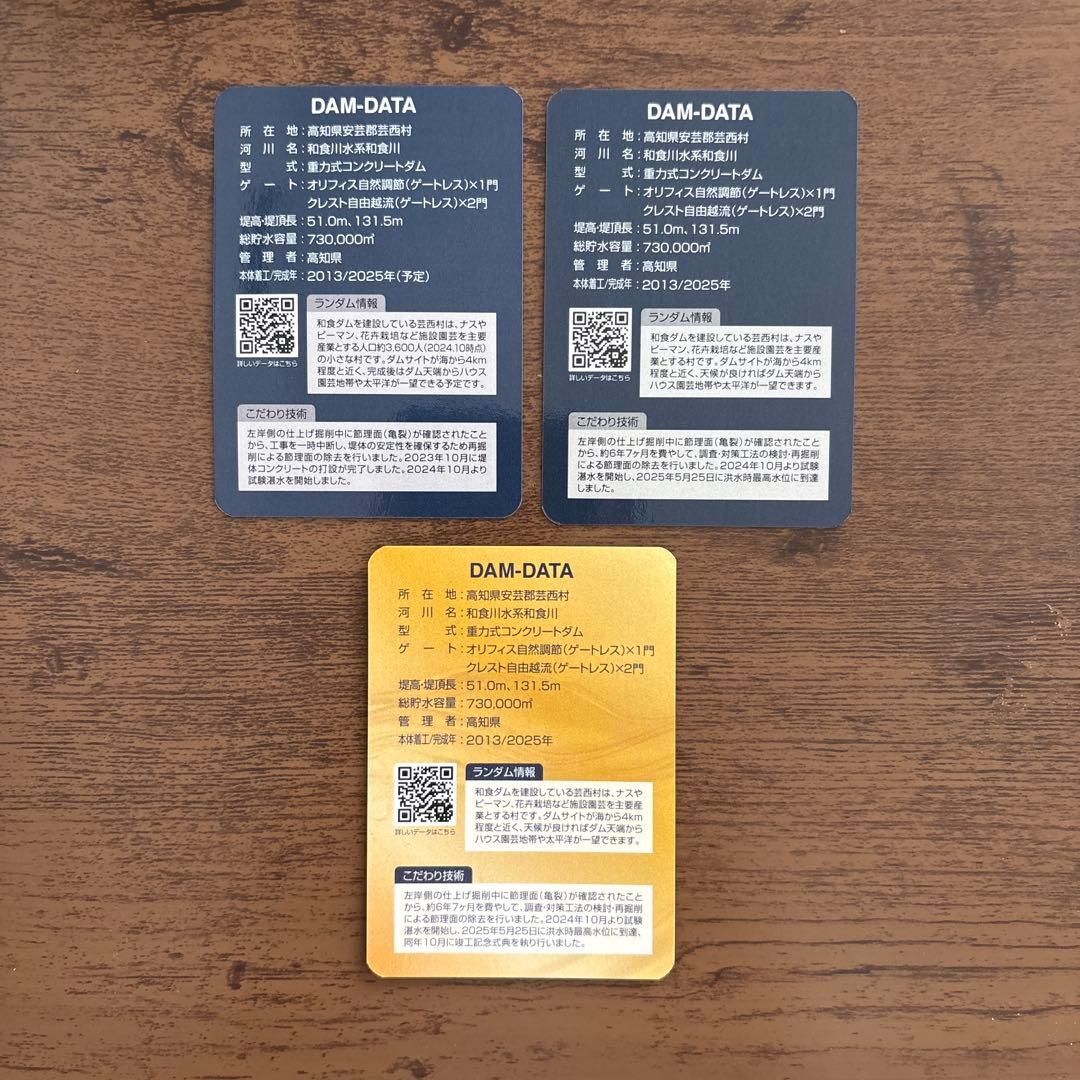 DAM-DATA
所在地:高知県安芸郡芸西村
河川名:和食川水系和食川
型式:重力式コンクリートダム
ゲート:オリフィス自然調節(ゲートレス)×1門
クレスト自由越流(ゲートレス)×2門
堤高・堤頂長:51.0m、131.5m
総貯水容量:730,000㎥
管理者:高知県
本体着工/完成年:2013/2025年(予定)
詳しいデータはこちら
ランダム情報
和食ダムを建設している芸西村は、ナスや
ピーマン、花卉栽培など施設園芸を主要
産業とする人口約3,600人(2024.10時点)
の小さな村です。ダムサイトが海から4km
程度と近く、完成後はダム天端からハウス
園芸地帯や太平洋が一望できる予定です。
こだわり技術
左岸側の仕上げ掘削中に節理面(亀裂)が確認されたこと
から、工事を一時中断し、堤体の安定性を確保するため再掘
削による節理面の除去を行いました。2023年10月に堤
体コンクリートの打設が完了しました。2024年10月より
試験湛水を開始しました。
DAM-DATA
所在地:高知県安芸郡芸西村
河川名:和食川水系和食川
型式:重力式コンクリートダム
ゲート:オリフィス自然調節(ゲートレス)×1門
クレスト自由越流(ゲートレス)×2門
堤高・堤頂長:51.0m、131.5m
総貯水容量:730,000㎥
管理者:高知県
本体着工/完成年:2013/2025年
詳しいデータはこちら
ランダム情報
和食ダムを建設している芸西村は、ナスや
ピーマン、花卉栽培など施設園芸を主要産
業とする村です。ダムサイトが海から4km
程度と近く、天候が良ければダム天端から
ハウス園芸地帯や太平洋が一望できます。
こだわり技術
左岸側の仕上げ掘削中に節理面(亀裂)が確認されたこと
から、約6年7ヶ月を費やして、調査・対策工法の検討・再掘削
による節理面の除去を行いました。2024年10月より試験
湛水を開始し、2025年5月25日に洪水時最高水位に到達
しました。
DAM-DATA
所在地:高知県安芸郡芸西村
河川名:和食川水系和食川
型式:重力式コンクリートダム
ゲート:オリフィス自然調節(ゲートレス)×1門
クレスト自由越流(ゲートレス)×2門
堤高・堤頂長:51.0m、131.5m
総貯水容量:730,000㎥
管理者:高知県
本体着工/完成年:2013/2025年
詳しいデータはこちら
ランダム情報
和食ダムを建設している芸西村は、ナスや
ピーマン、花卉栽培など施設園芸を主要産
業とする村です。ダムサイトが海から4km
程度と近く、天候が良ければダム天端から
ハウス園芸地帯や太平洋が一望できます。
こだわり技術
左岸側の仕上げ掘削中に節理面(亀裂)が確認されたこと
から、約6年7ヶ月を費やして、調査・対策工法の検討・再掘削
による節理面の除去を行いました。2024年10月より試験
湛水を開始し、2025年5月25日に洪水時最高水位に到達、
同年10月に竣工記念式典を執り行いました。